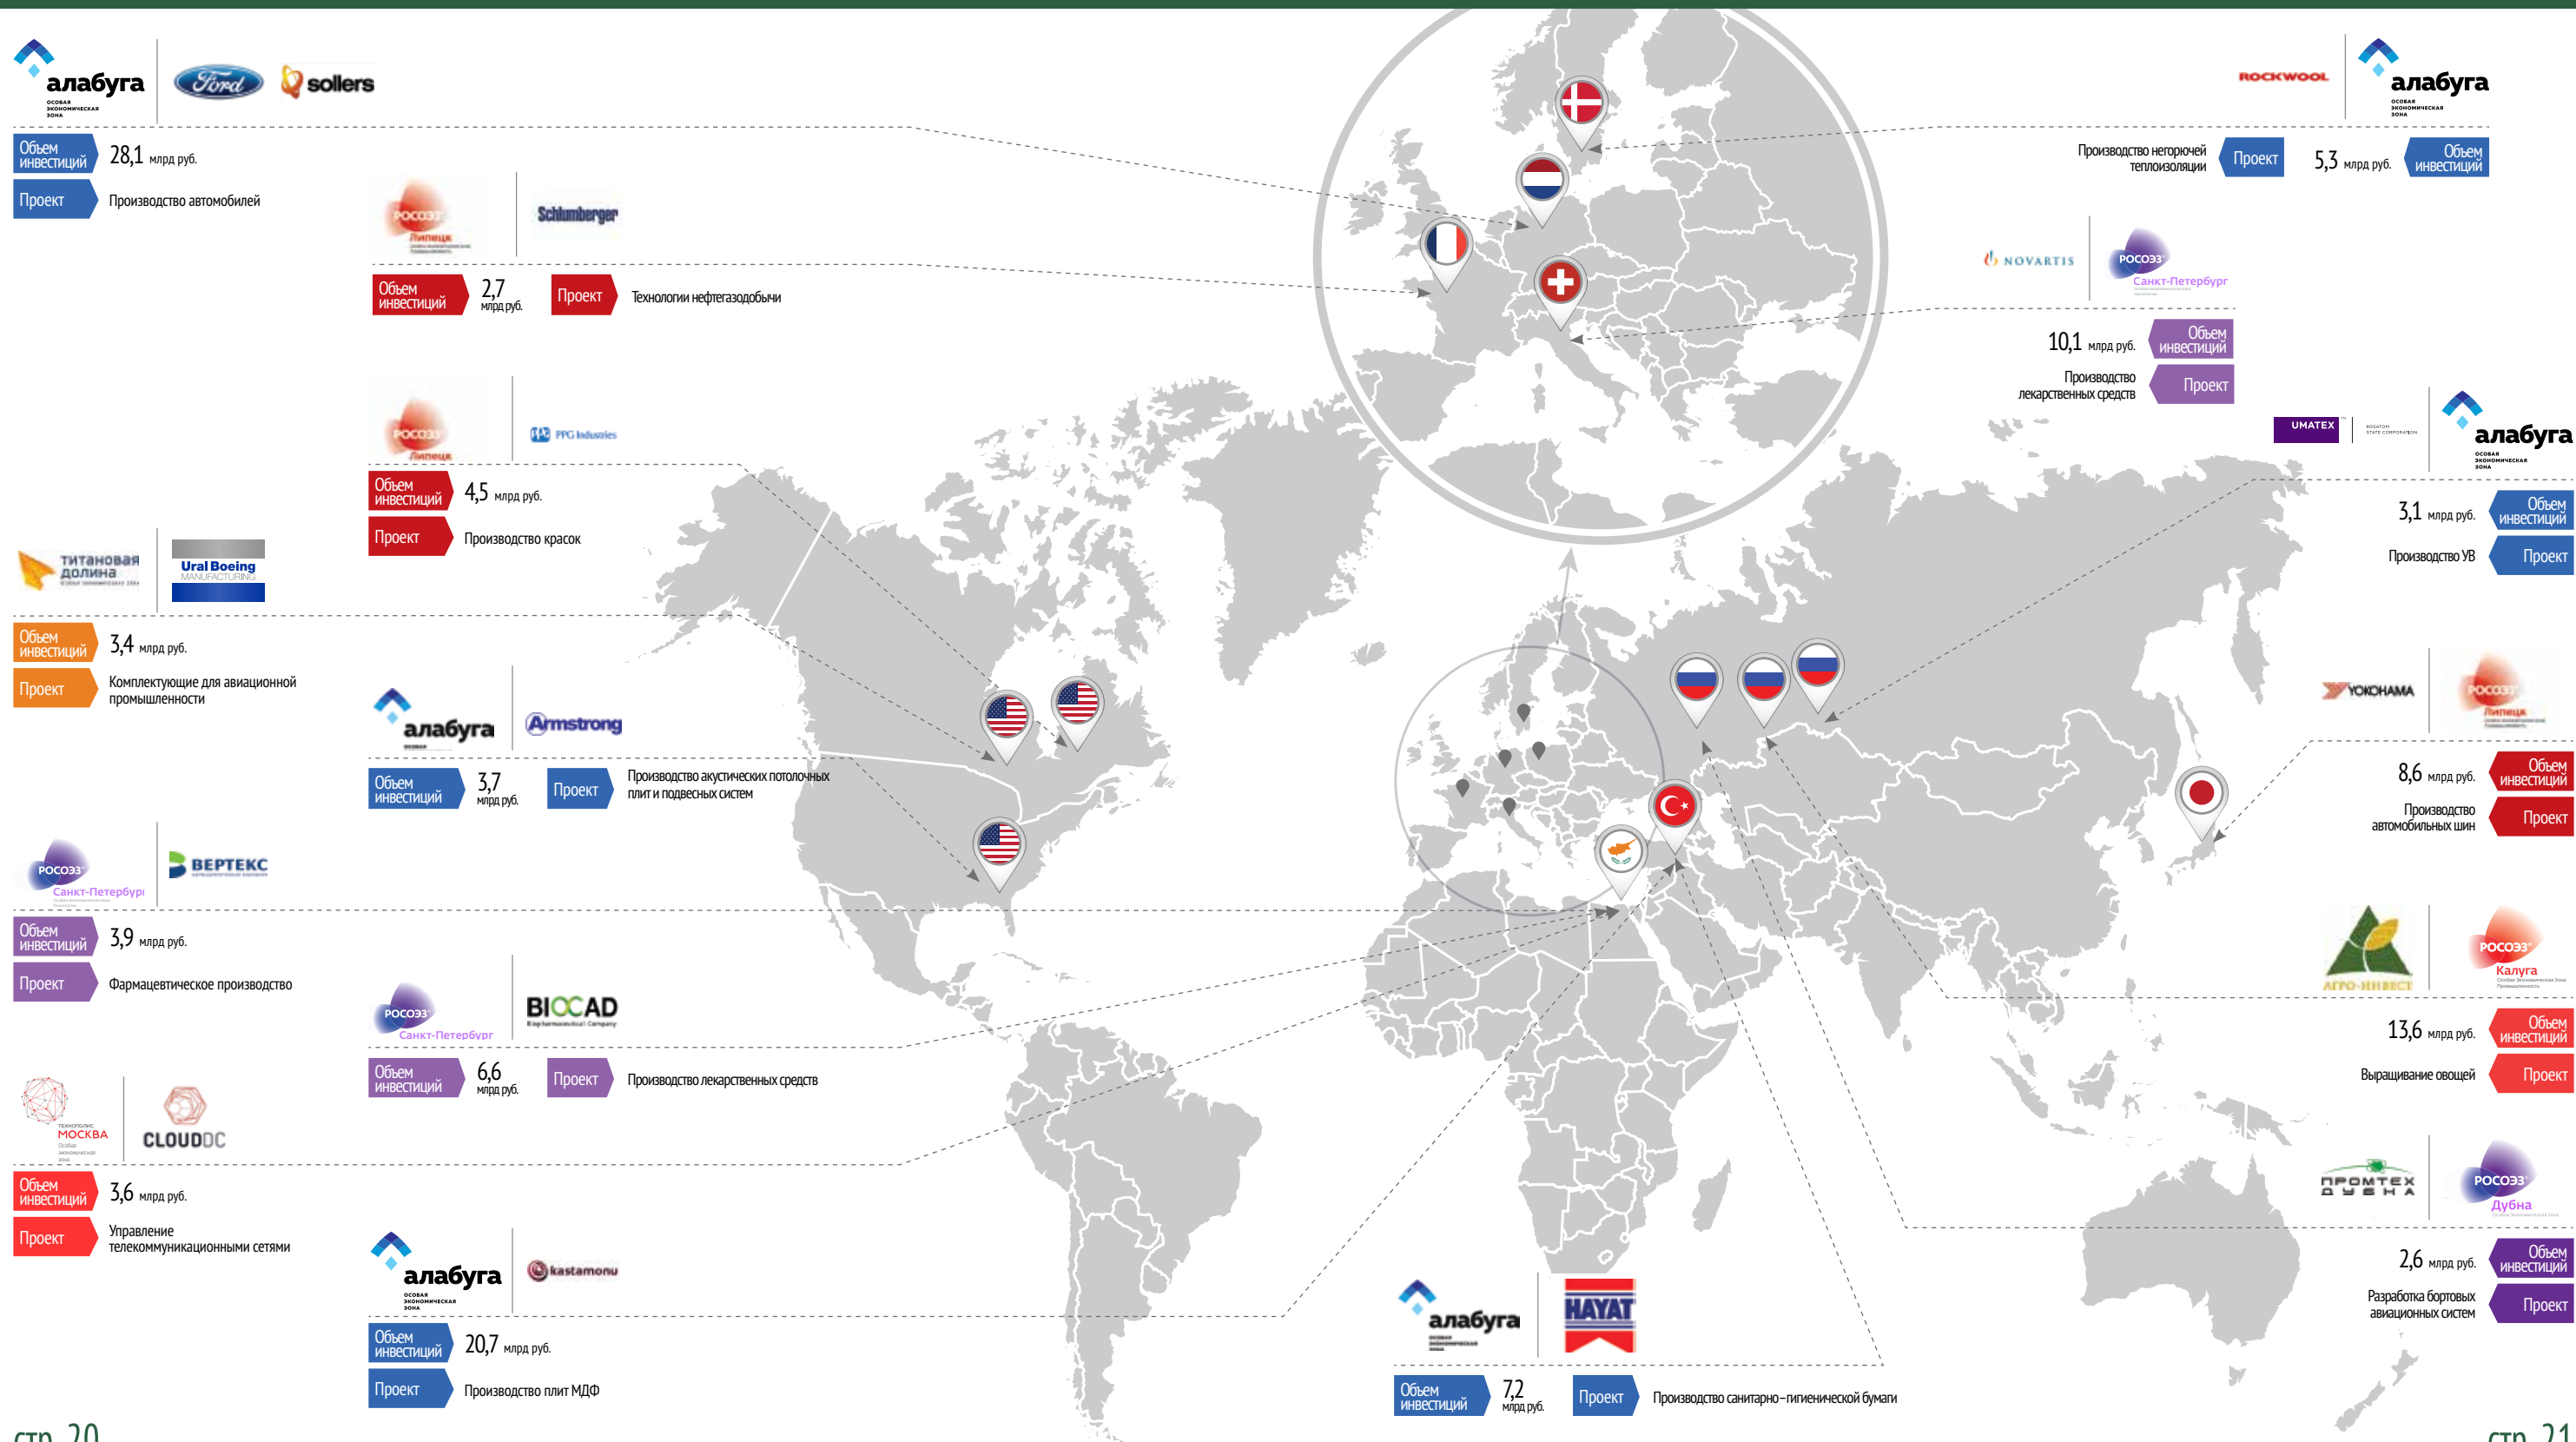 алабуга
ОСОБАЯ
ЭКОНОМИЧЕСКАЯ
ЗОНА
Ford
sollers
Объем
инвестиций
28,1 млрд руб.
Проект
Производство автомобилей
РОСОЭЗ
Липецк
Schlumberger
Объем
инвестиций
2,7
млрд руб.
Проект
Технологии нефтегазодобычи
РОСОЭЗ
Липецк
PPG Industries
Объем
инвестиций
4,5 млрд руб.
Проект
Производство красок
ТИТАНОВАЯ
ДОЛИНА
Ural Boeing
MANUFACTURING
Объем
инвестиций
3,4 млрд руб.
Проект
Комплектующие для авиационной
промышленности
алабуга
Armstrong
Объем
инвестиций
3,7
млрд руб.
Проект
Производство акустических потолочных
плит и подвесных систем
РОСОЭЗ
Санкт-Петербург
ВЕРТЕКС
Объем
инвестиций
3,9 млрд руб.
Проект
Фармацевтическое производство
РОСОЭЗ
Санкт-Петербург
BIOCAD
Biopharmaceutical Company
Объем
инвестиций
6,6
млрд руб.
Проект
Производство лекарственных средств
ТЕХНОПОЛИС
МОСКВА
Особая
экономическая
зона
CLOUDDC
Объем
инвестиций
3,6 млрд руб.
Проект
Управление
телекоммуникационными сетями
алабуга
ОСОБАЯ
ЭКОНОМИЧЕСКАЯ
ЗОНА
kastamonu
Объем
инвестиций
20,7 млрд руб.
Проект
Производство плит МДФ
стр. 20
ROCKWOOL
алабуга
ОСОБАЯ
ЭКОНОМИЧЕСКАЯ
ЗОНА
Производство негорючей
теплоизоляции
Проект
5,3 млрд руб.
Объем
инвестиций
NOVARTIS
РОСОЭЗ
Санкт-Петербург
10,1 млрд руб.
Объем
инвестиций
Производство
лекарственных средств
Проект
UMATEX
ROSATOM
STATE CORPORATION
алабуга
ОСОБАЯ
ЭКОНОМИЧЕСКАЯ
ЗОНА
3,1 млрд руб.
Объем
инвестиций
Производство УВ
Проект
YOKOHAMA
РОСОЭЗ
Липецк
8,6 млрд руб.
Объем
инвестиций
Производство
автомобильных шин
Проект
АГРО-ИНВЕСТ
РОСОЭЗ
Калуга
Особая Экономическая Зона
Промышленность
13,6 млрд руб.
Объем
инвестиций
Выращивание овощей
Проект
ПРОМТЕХ
ДУБНА
РОСОЭЗ
Дубна
2,6 млрд руб.
Объем
инвестиций
Разработка бортовых
авиационных систем
Проект
алабуга
HAYAT
Объем
инвестиций
7,2
млрд руб.
Проект
Производство санитарно–гигиенической бумаги
стр. 21